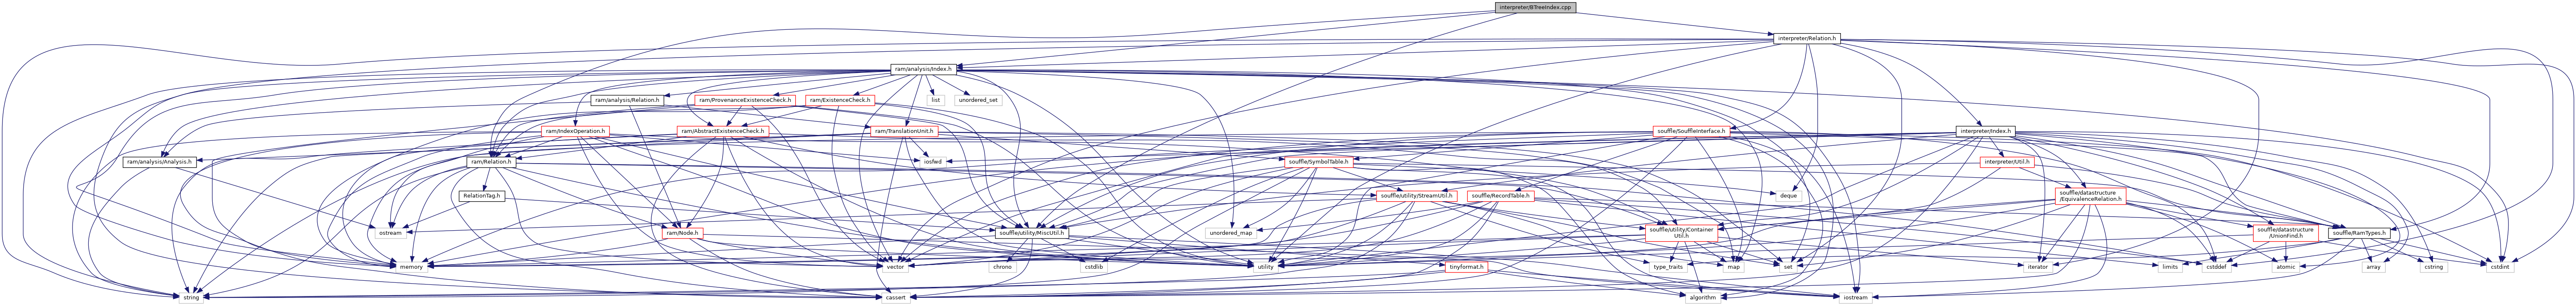 interpreter/BTreeIndex.cpp
interpreter/Relation.h
ram/analysis/Index.h
ram/analysis/Relation.h
ram/ProvenanceExistenceCheck.h
ram/ExistenceCheck.h
list
unordered_set
ram/IndexOperation.h
ram/AbstractExistenceCheck.h
ram/TranslationUnit.h
souffle/SouffleInterface.h
interpreter/Index.h
ram/analysis/Analysis.h
ram/Relation.h
iosfwd
souffle/SymbolTable.h
interpreter/Util.h
RelationTag.h
souffle/utility/StreamUtil.h
souffle/RecordTable.h
deque
souffle/datastructure
/EquivalenceRelation.h
ostream
ram/Node.h
souffle/utility/MiscUtil.h
unordered_map
souffle/utility/Container
Util.h
souffle/datastructure
/UnionFind.h
souffle/RamTypes.h
memory
vector
chrono
cstdlib
utility
tinyformat.h
type_traits
map
set
iterator
limits
cstddef
atomic
array
cstring
cstdint
string
cassert
algorithm
iostream